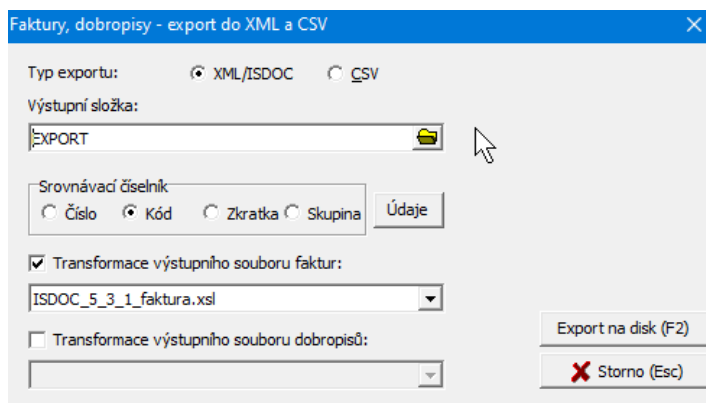 Faktury, dobropisy - export do XML a CSV
Typ exportu: XML/ISDOC CSV
Výstupní složka:
EXPORT
Srovnávací číselník
Číslo Kód Zkratka Skupina Údaje
Transformace výstupního souboru faktur:
ISDOC_5_3_1_faktura.xsl
Transformace výstupního souboru dobropisů:
Export na disk (F2)
Storno (Esc)